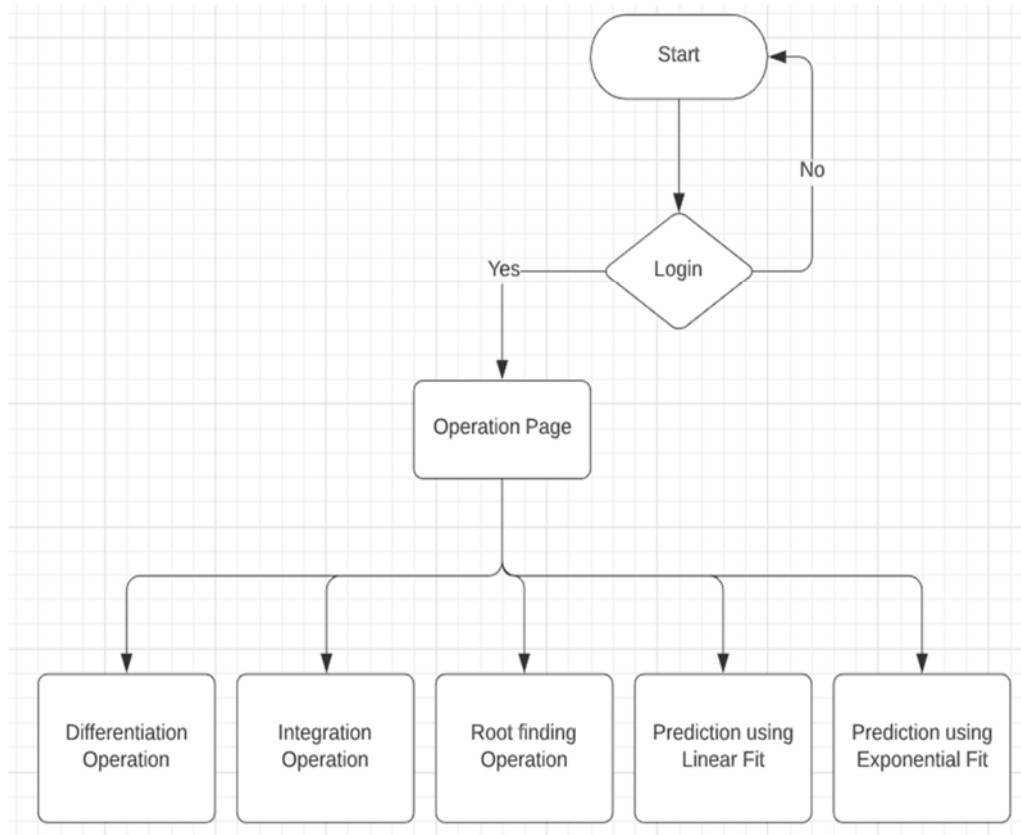 Start
No
Login
Yes
Operation Page
Differentiation
Operation
Integration
Operation
Root finding
Operation
Prediction using
Linear Fit
Prediction using
Exponential Fit